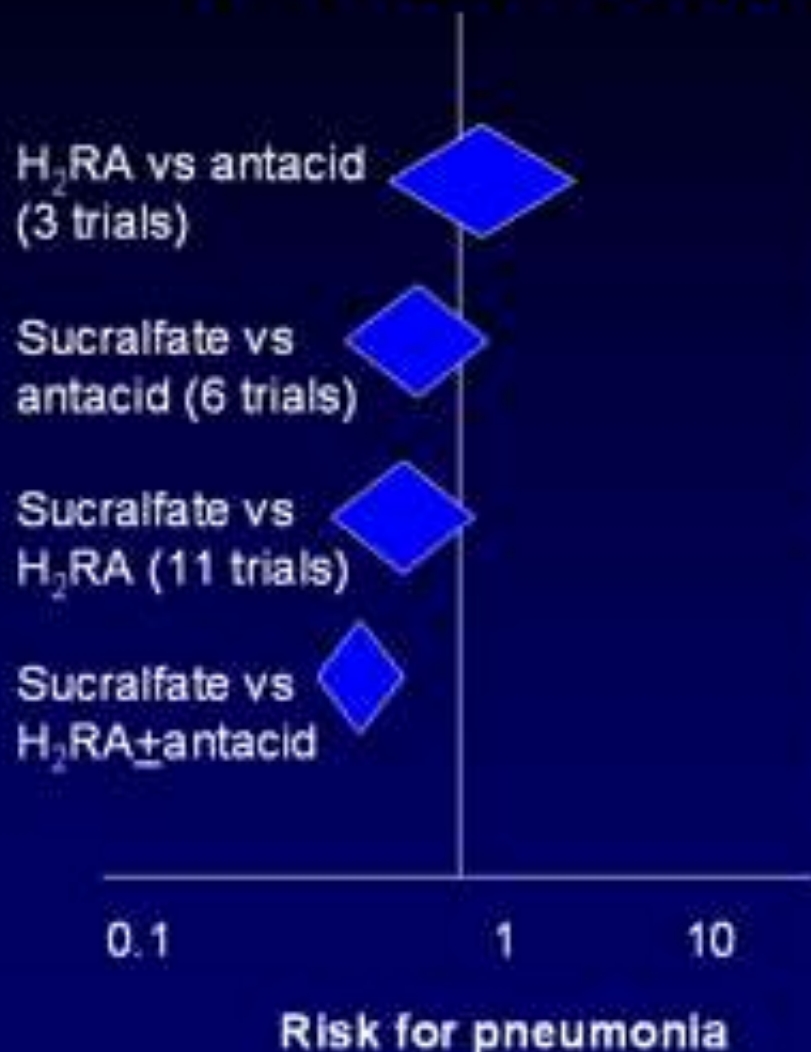 H₂RA vs antacid
(3 trials)
Sucralfate vs
antacid (6 trials)
Sucralfate vs
H₂RA (11 trials)
Sucralfate vs
H₂RA±antacid
0.1 1 10
Risk for pneumonia